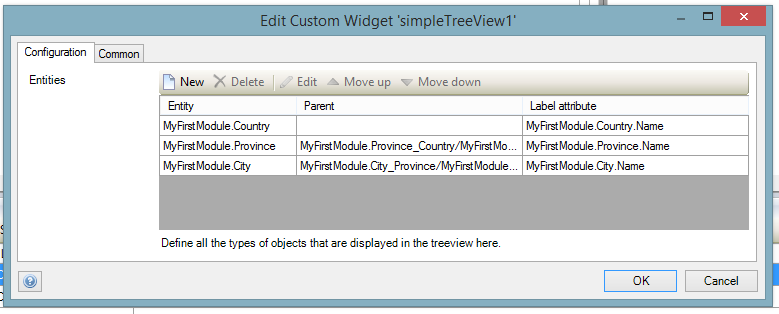 Edit Custom Widget 'simpleTreeView1'
Configuration Common
Entities
New Delete Edit Move up Move down
Entity Parent Label attribute
MyFirstModule.Country MyFirstModule.Country.Name
MyFirstModule.Province MyFirstModule.Province_Country/MyFirstMo... MyFirstModule.Province.Name
MyFirstModule.City MyFirstModule.City_Province/MyFirstModule... MyFirstModule.City.Name
Define all the types of objects that are displayed in the treeview here.
OK Cancel